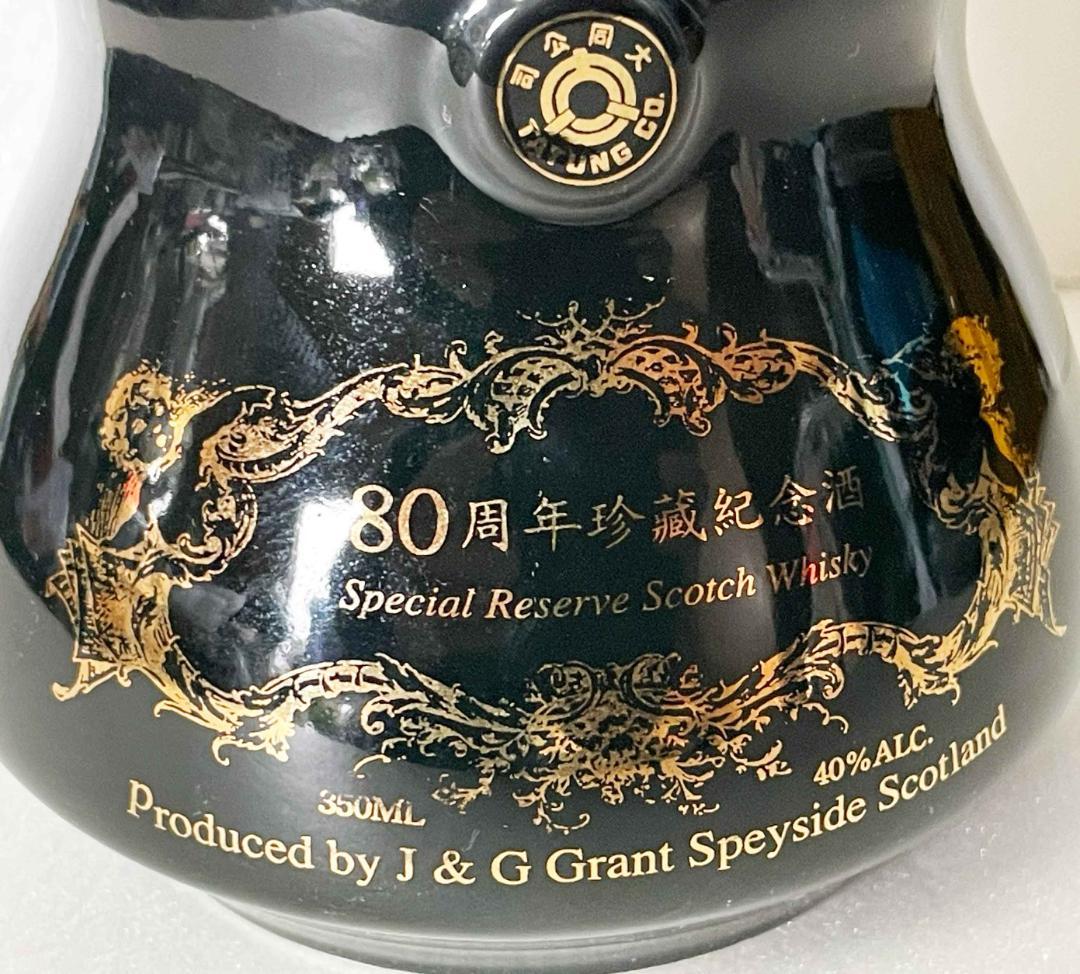 大同公司
TATUNG CO.
80周年珍藏紀念酒
Special Reserve Scotch Whisky
350ML
40%ALC.
Produced by J & G Grant Speyside Scotland